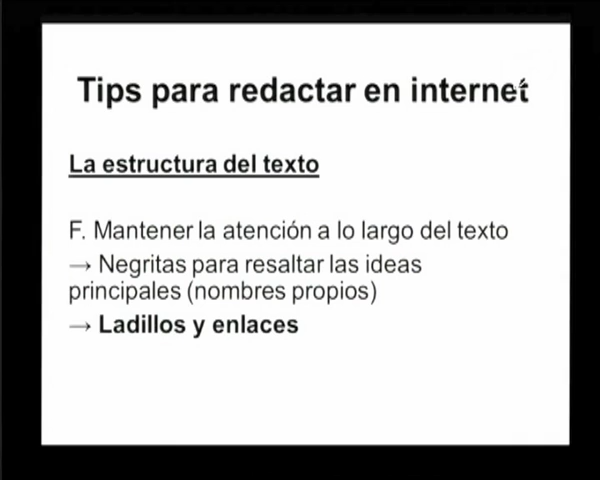 Tips para redactar en internet
La estructura del texto
F. Mantener la atención a lo largo del texto
→ Negritas para resaltar las ideas
principales (nombres propios)
→ Ladillos y enlaces